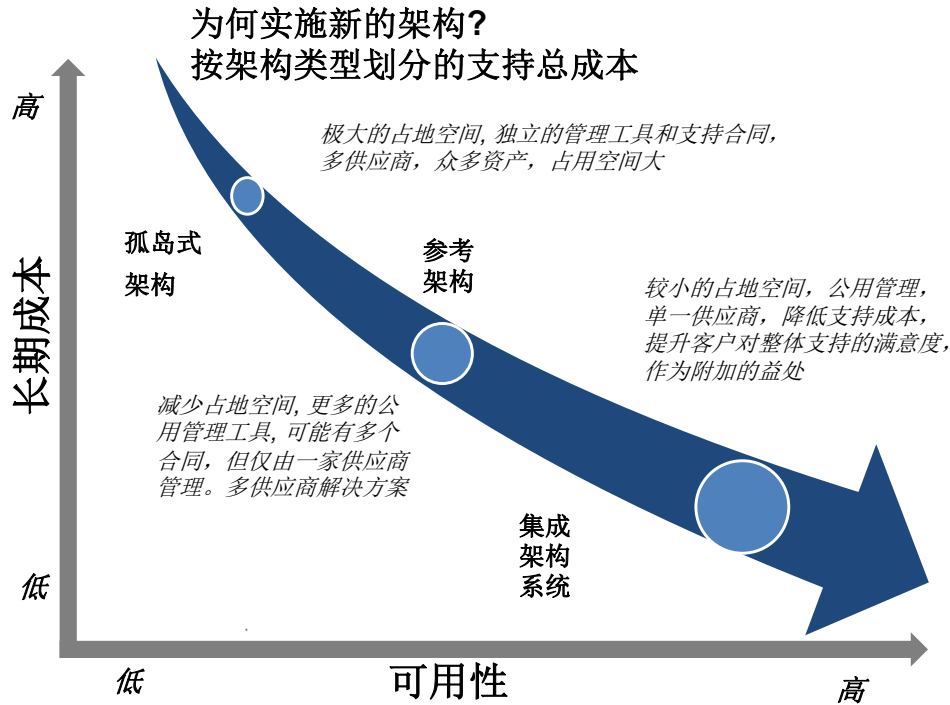 为何实施新的架构?
按架构类型划分的支持总成本
高
极大的占地空间, 独立的管理工具和支持合同，
多供应商，众多资产，占用空间大
孤岛式
架构
参考
架构
较小的占地空间，公用管理，
单一供应商，降低支持成本，
提升客户对整体支持的满意度，
作为附加的益处
长期成本
减少占地空间, 更多的公
用管理工具, 可能有多个
合同，但仅由一家供应商
管理。多供应商解决方案
集成
架构
系统
低
低
可用性
高